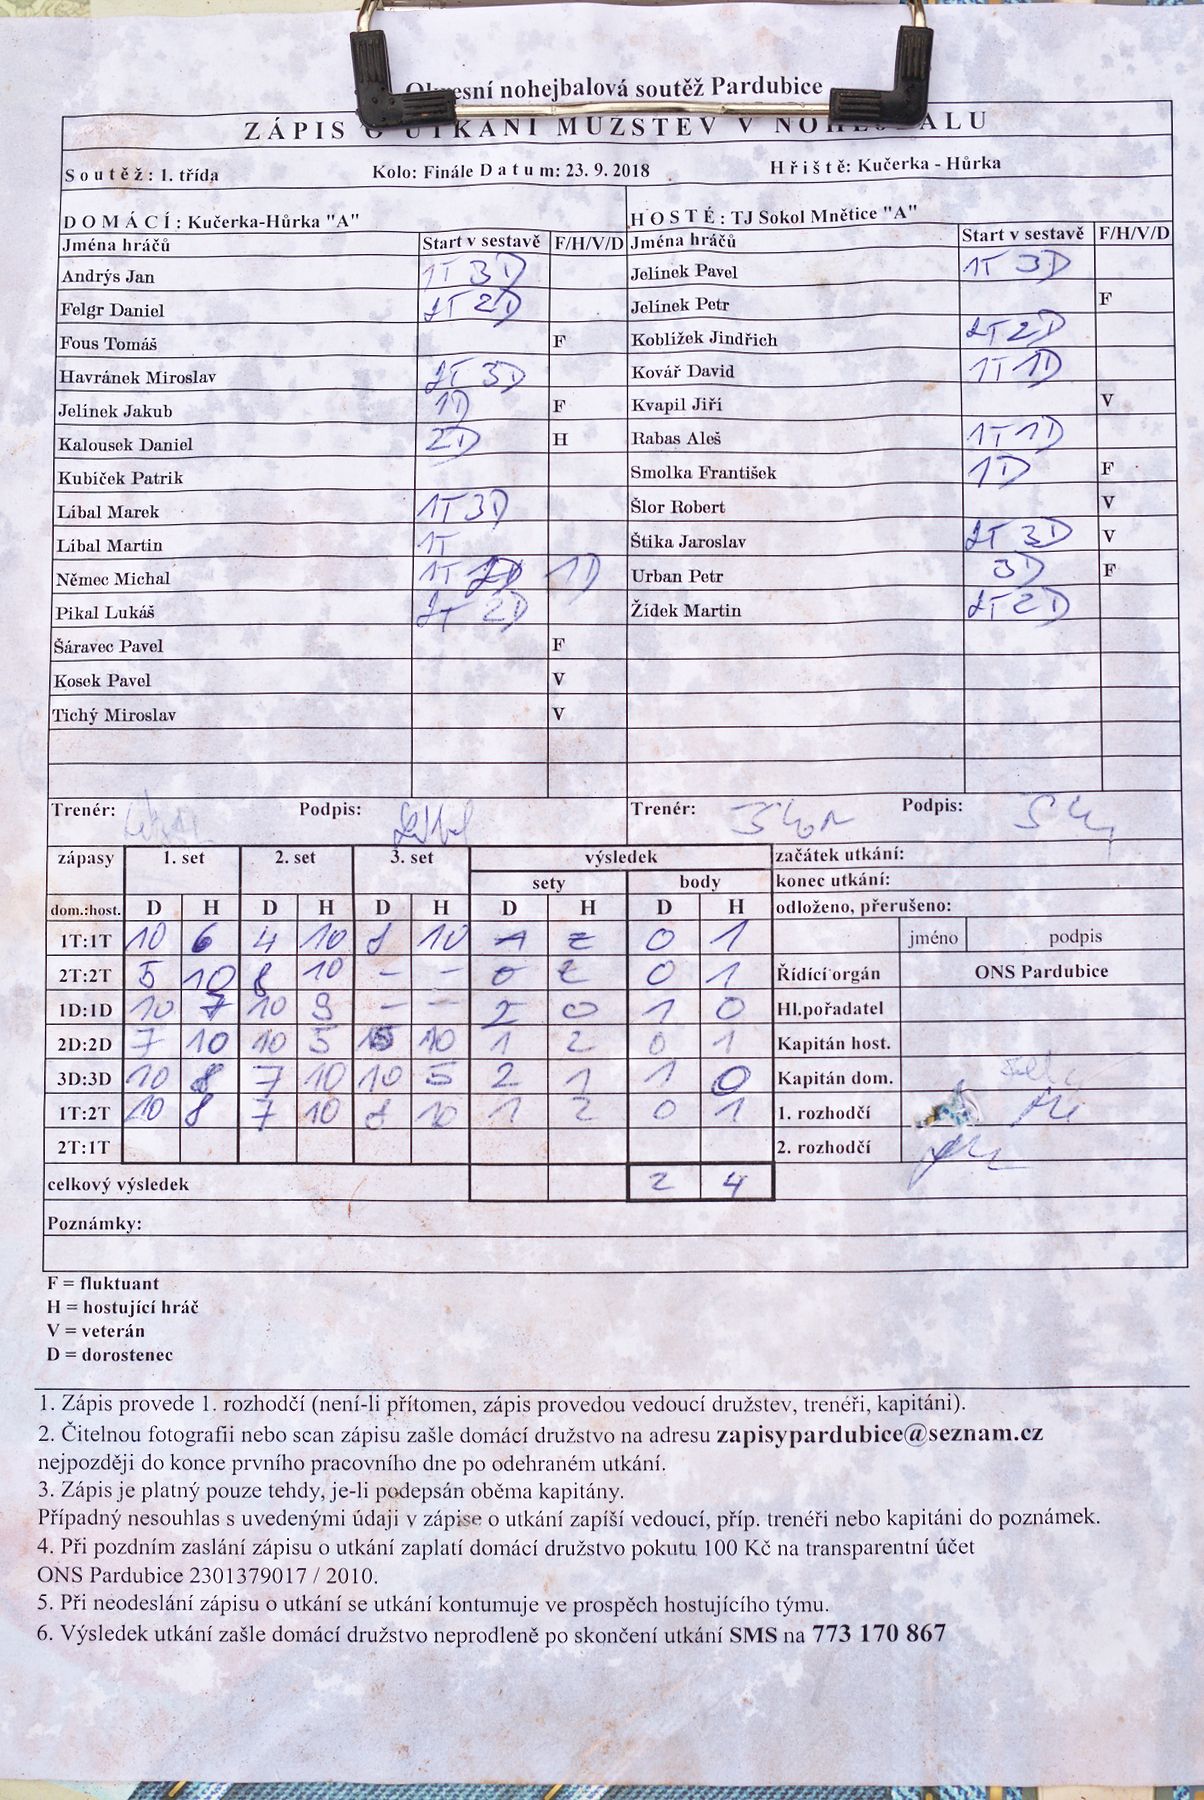 Okresní nohejbalová soutěž Pardubice
ZÁPIS O UTKÁNÍ MUŽSTEV V NOHEJBALU
Soutěž: 1. třída Kolo: Finále Datum: 23. 9. 2018 Hřiště: Kučerka - Hůrka
DOMÁCÍ: Kučerka-Hůrka "A" HOSTÉ: TJ Sokol Mnětice "A"
Jména hráčů Start v sestavě F/H/V/D Jména hráčů Start v sestavě F/H/V/D
Andrýs Jan 1T 3D Jelínek Pavel 1T 3D
Felgr Daniel 2T 2D Jelínek Petr F
Fous Tomáš F Koblížek Jindřich 2T 2D
Havránek Miroslav 2T 3D Kovář David 1T 1D
Jelínek Jakub 1D F Kvapil Jiří V
Kalousek Daniel 2D H Rabas Aleš 1T 1D
Kubíček Patrik Smolka František 1D F
Líbal Marek 1T 3D Šlor Robert V
Líbal Martin 1T Štika Jaroslav 2T 3D V
Němec Michal 1T 1D Urban Petr 3D F
Pikal Lukáš 2T 2D Žídek Martin 2T 2D
Šáravec Pavel F
Kosek Pavel V
Tichý Miroslav V
Trenér: Podpis: Trenér: Podpis:
zápasy 1. set 2. set 3. set výsledek začátek utkání:
sety body konec utkání:
dom.:host. D H D H D H D H D H odloženo, přerušeno:
1T:1T 10 6 4 10 8 10 1 2 0 1 jméno podpis
2T:2T 5 10 8 10 - - 0 2 0 1 Řídící orgán ONS Pardubice
1D:1D 10 7 10 9 - - 2 0 1 0 Hl.pořadatel
2D:2D 7 10 10 5 10 1 2 0 1 Kapitán host.
3D:3D 10 8 7 10 10 5 2 1 1 0 Kapitán dom.
1T:2T 10 8 7 10 8 10 1 2 0 1 1. rozhodčí
2T:1T 2. rozhodčí
celkový výsledek 2 4
Poznámky:
F = fluktuant
H = hostující hráč
V = veterán
D = dorostenec
1. Zápis provede 1. rozhodčí (není-li přítomen, zápis provedou vedoucí družstev, trenéři, kapitáni).
2. Čitelnou fotografii nebo scan zápisu zašle domácí družstvo na adresu zapisypardubice@seznam.cz
nejpozději do konce prvního pracovního dne po odehraném utkání.
3. Zápis je platný pouze tehdy, je-li podepsán oběma kapitány.
Případný nesouhlas s uvedenými údaji v zápise o utkání zapíší vedoucí, příp. trenéři nebo kapitáni do poznámek.
4. Při pozdním zaslání zápisu o utkání zaplatí domácí družstvo pokutu 100 Kč na transparentní účet
ONS Pardubice 2301379017 / 2010.
5. Při neodeslání zápisu o utkání se utkání kontumuje ve prospěch hostujícího týmu.
6. Výsledek utkání zašle domácí družstvo neprodleně po skončení utkání SMS na 773 170 867